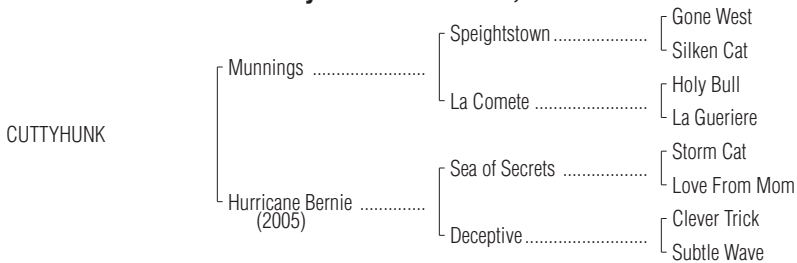 Gone West
Speightstown
Silken Cat
Munnings
Holy Bull
La Comete
La Gueriere
CUTTYHUNK
Storm Cat
Sea of Secrets
Love From Mom
Hurricane Bernie
(2005)
Clever Trick
Deceptive
Subtle Wave